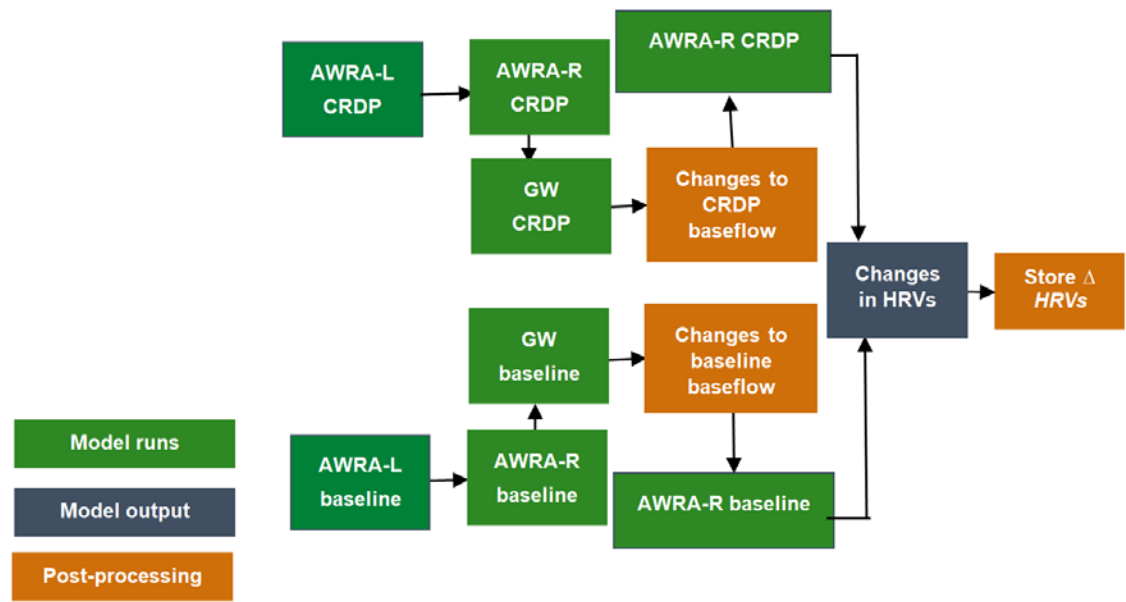 AWRA-L
CRDP
AWRA-R
CRDP
AWRA-R CRDP
GW
CRDP
Changes to
CRDP
baseflow
Changes
in HRVs
Store Δ
HRVs
GW
baseline
Changes to
baseline
baseflow
AWRA-L
baseline
AWRA-R
baseline
AWRA-R baseline
Model runs
Model output
Post-processing